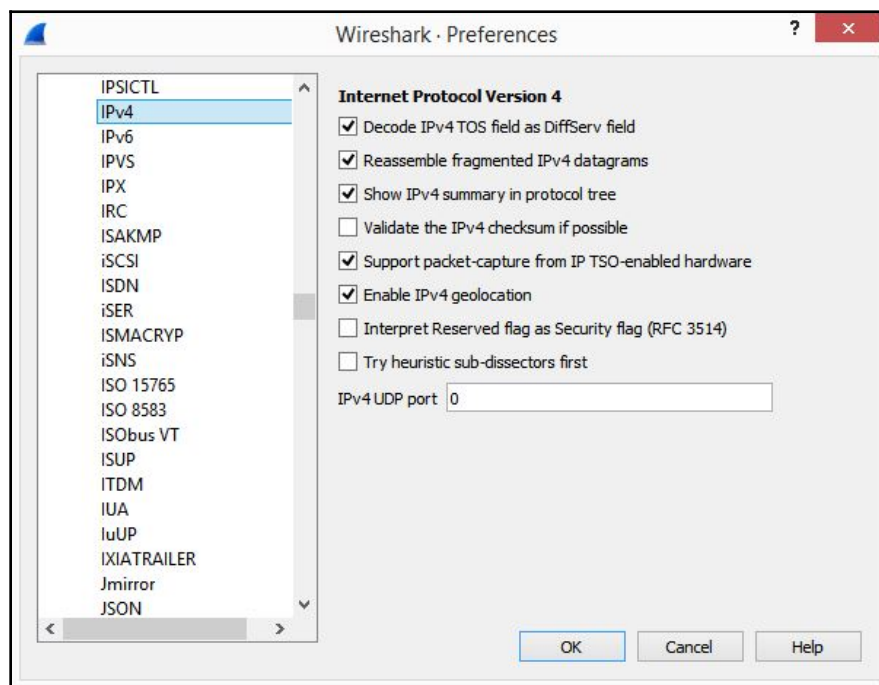 Wireshark · Preferences
?
×
IPSICTL
IPv4
IPv6
IPVS
IPX
IRC
ISAKMP
iSCSI
ISDN
iSER
ISMACRYP
iSNS
ISO 15765
ISO 8583
ISObus VT
ISUP
ITDM
IUA
IuUP
IXIATRAILER
Jmirror
JSON
Internet Protocol Version 4
Decode IPv4 TOS field as DiffServ field
Reassemble fragmented IPv4 datagrams
Show IPv4 summary in protocol tree
Validate the IPv4 checksum if possible
Support packet-capture from IP TSO-enabled hardware
Enable IPv4 geolocation
Interpret Reserved flag as Security flag (RFC 3514)
Try heuristic sub-dissectors first
IPv4 UDP port 0
OK Cancel Help